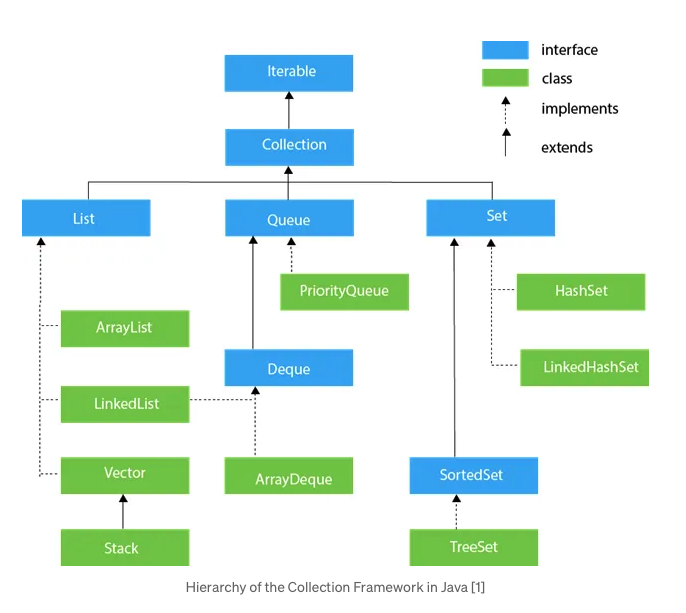 Iterable
interface
class
implements
extends
Collection
List
Queue
Set
PriorityQueue
HashSet
ArrayList
Deque
LinkedHashSet
LinkedList
Vector
ArrayDeque
SortedSet
Stack
TreeSet
Hierarchy of the Collection Framework in Java [1]